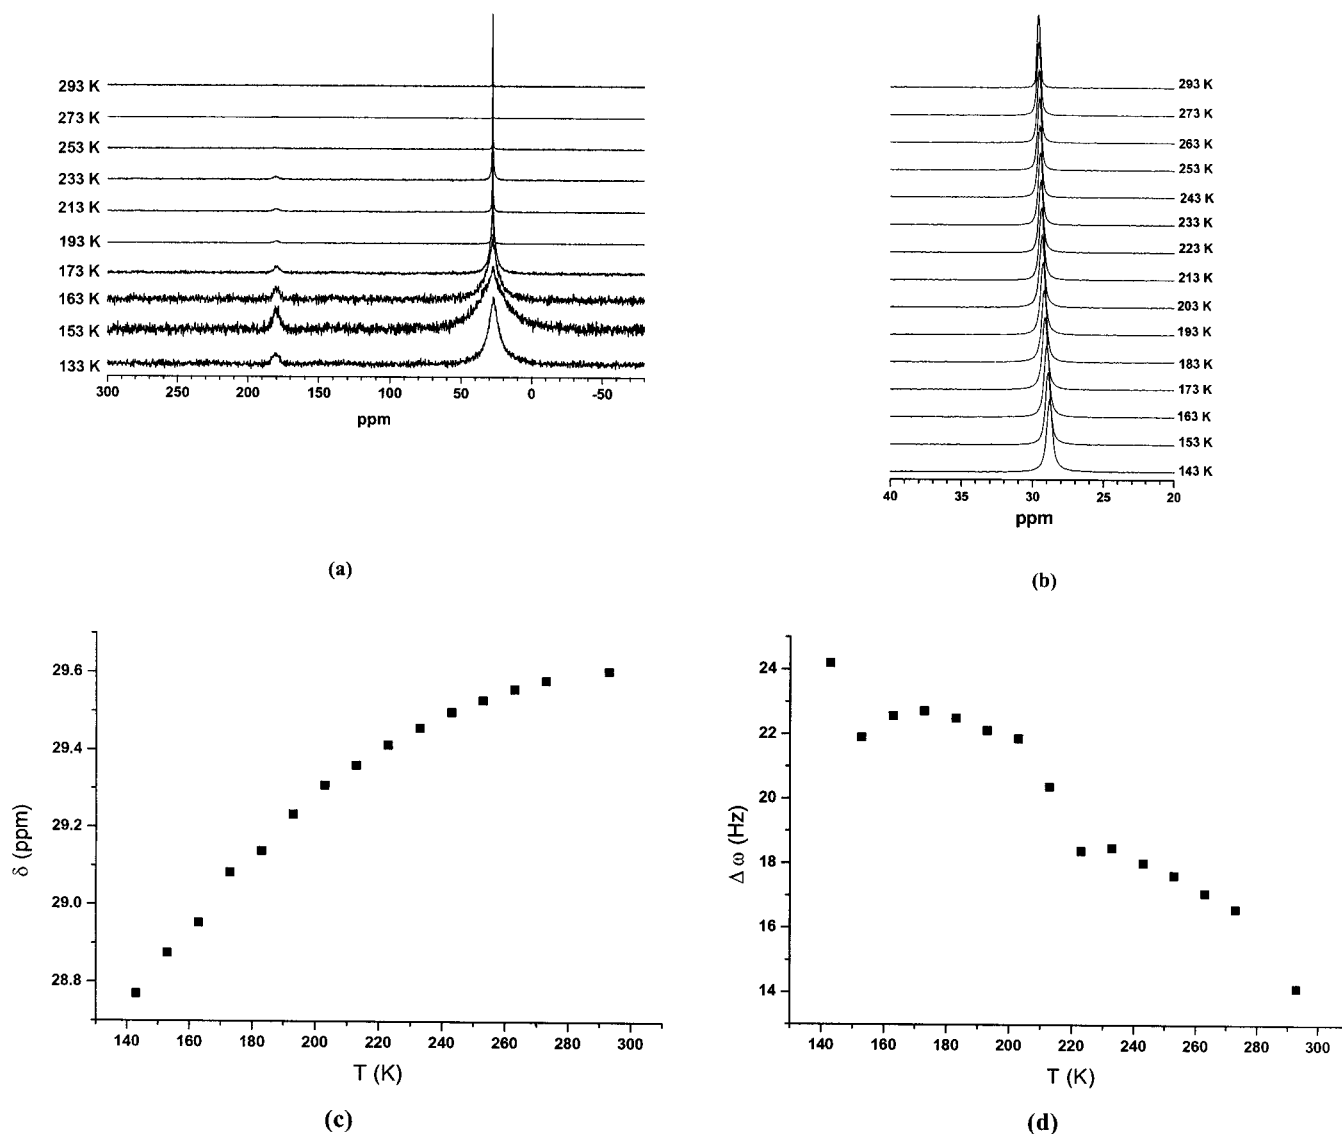 293 K
273 K
253 K
233 K
213 K
193 K
173 K
163 K
153 K
133 K
300 250 200 150 100 50 0 -50
ppm
(a)
293 K
273 K
263 K
253 K
243 K
233 K
223 K
213 K
203 K
193 K
183 K
173 K
163 K
153 K
143 K
40 35 30 25 20
ppm
(b)
29.6
29.4
29.2
29.0
28.8
δ (ppm)
140 160 180 200 220 240 260 280 300
T (K)
(c)
24
22
20
18
16
14
Δ ω (Hz)
140 160 180 200 220 240 260 280 300
T (K)
(d)